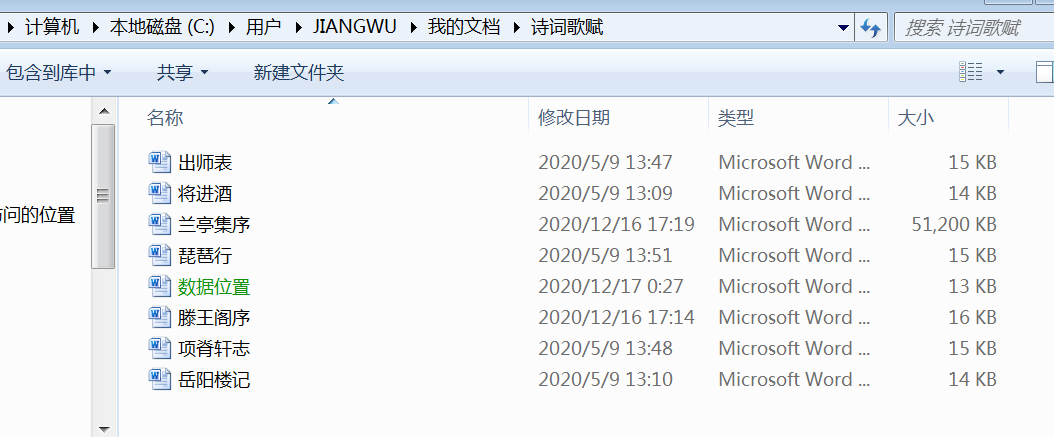 计算机 本地磁盘 (C:) 用户 JIANGWU 我的文档 诗词歌赋 搜索 诗词歌赋
包含到库中 共享 新建文件夹
名称 修改日期 类型 大小
出师表 2020/5/9 13:47 Microsoft Word ... 15 KB
将进酒 2020/5/9 13:09 Microsoft Word ... 14 KB
问的位置
兰亭集序 2020/12/16 17:19 Microsoft Word ... 51,200 KB
琵琶行 2020/5/9 13:51 Microsoft Word ... 15 KB
数据位置 2020/12/17 0:27 Microsoft Word ... 13 KB
滕王阁序 2020/12/16 17:14 Microsoft Word ... 16 KB
项脊轩志 2020/5/9 13:48 Microsoft Word ... 15 KB
岳阳楼记 2020/5/9 13:10 Microsoft Word ... 14 KB